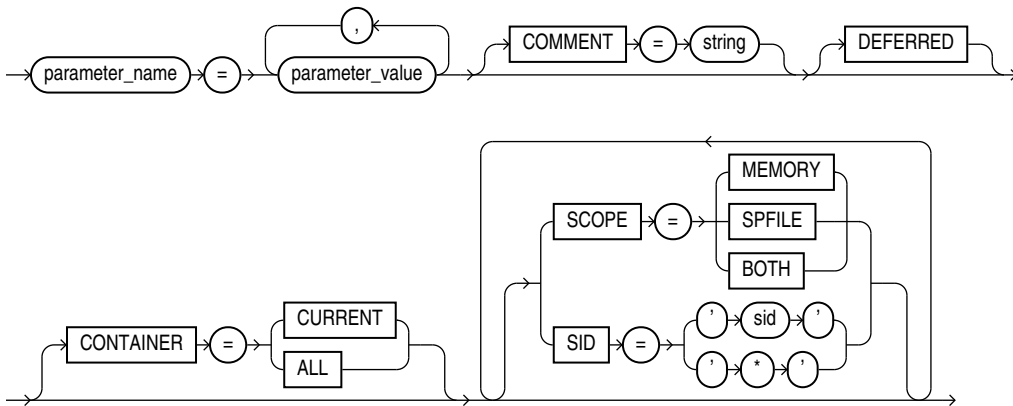 ,
parameter_name = parameter_value COMMENT = string DEFERRED
MEMORY
SCOPE = SPFILE
BOTH
CURRENT
CONTAINER =
ALL
' sid '
SID =
' * '